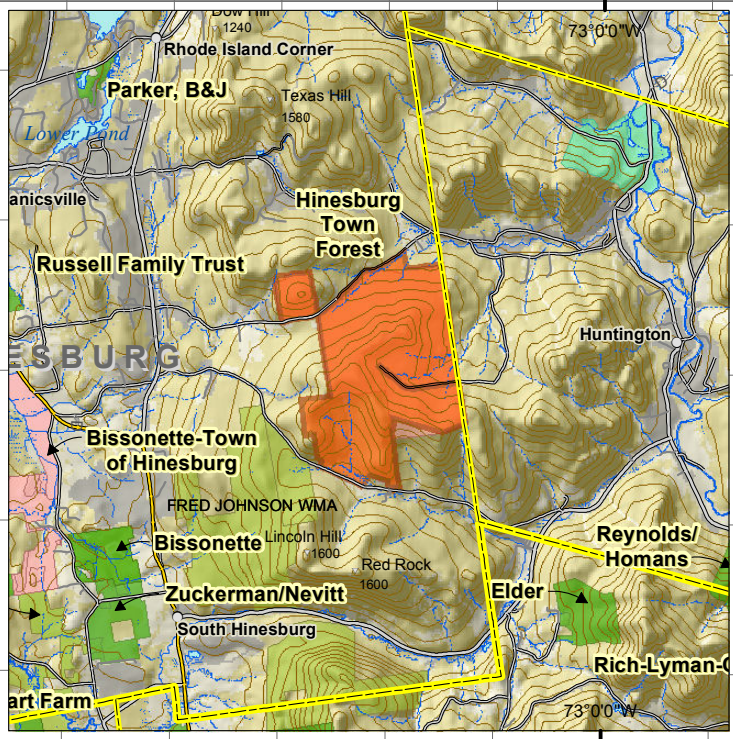 Dow Hill
1240
73°0'0"W
Rhode Island Corner
Parker, B&J
Texas Hill
1580
Lower Pond
anicsville
Hinesburg
Town
Forest
Russell Family Trust
Huntington
ESBURG
Bissonette-Town
of Hinesburg
FRED JOHNSON WMA
Bissonette
Lincoln Hill
1600
Reynolds/
Homans
Red Rock
1600
Zuckerman/Nevitt
Elder
South Hinesburg
Rich-Lyman-
art Farm
73°0'0"W